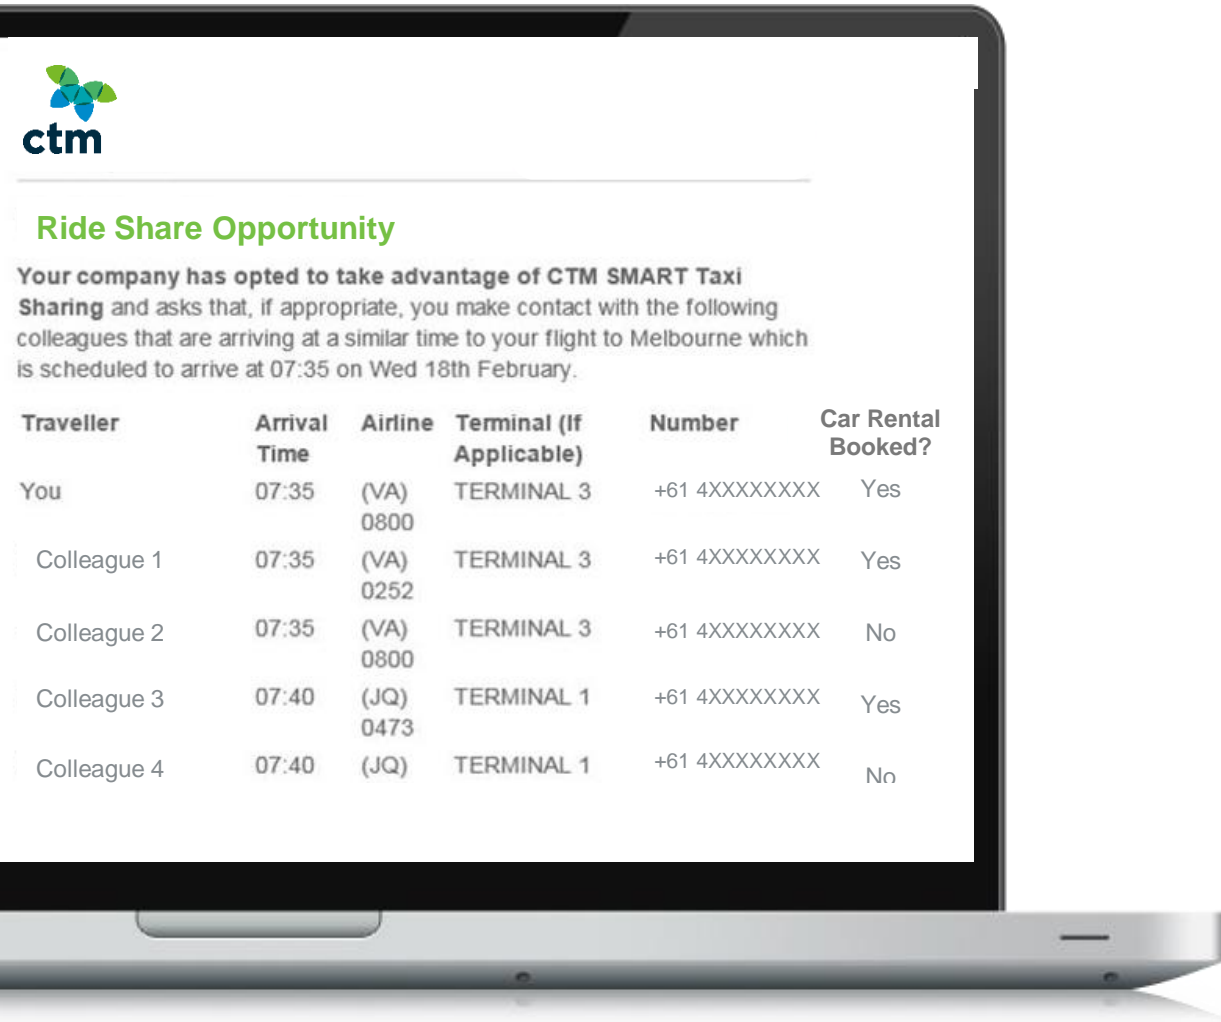 ctm
Ride Share Opportunity
Your company has opted to take advantage of CTM SMART Taxi
Sharing and asks that, if appropriate, you make contact with the following
colleagues that are arriving at a similar time to your flight to Melbourne which
is scheduled to arrive at 07:35 on Wed 18th February.
Traveller Arrival Airline Terminal (If Number Car Rental
Time Applicable) Booked?
You 07:35 (VA) TERMINAL 3 +61 4XXXXXXXX Yes
0800
Colleague 1 07:35 (VA) TERMINAL 3 +61 4XXXXXXXX Yes
0252
Colleague 2 07:35 (VA) TERMINAL 3 +61 4XXXXXXXX No
0800
Colleague 3 07:40 (JQ) TERMINAL 1 +61 4XXXXXXXX Yes
0473
Colleague 4 07:40 (JQ) TERMINAL 1 +61 4XXXXXXXX No